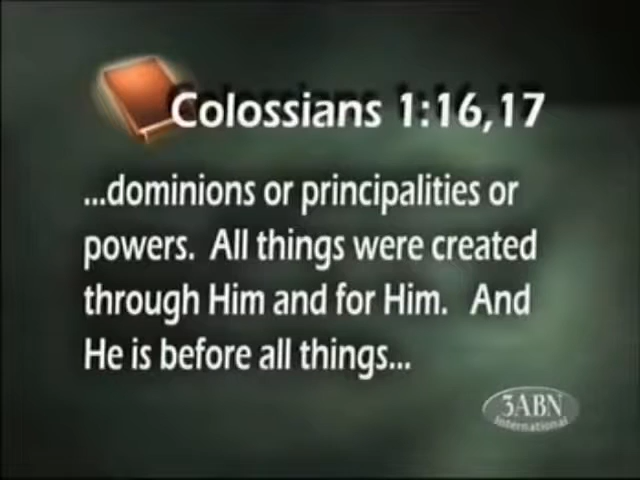 Colossians 1:16,17
...dominions or principalities or
powers. All things were created
through Him and for Him. And
He is before all things...
3ABN
International